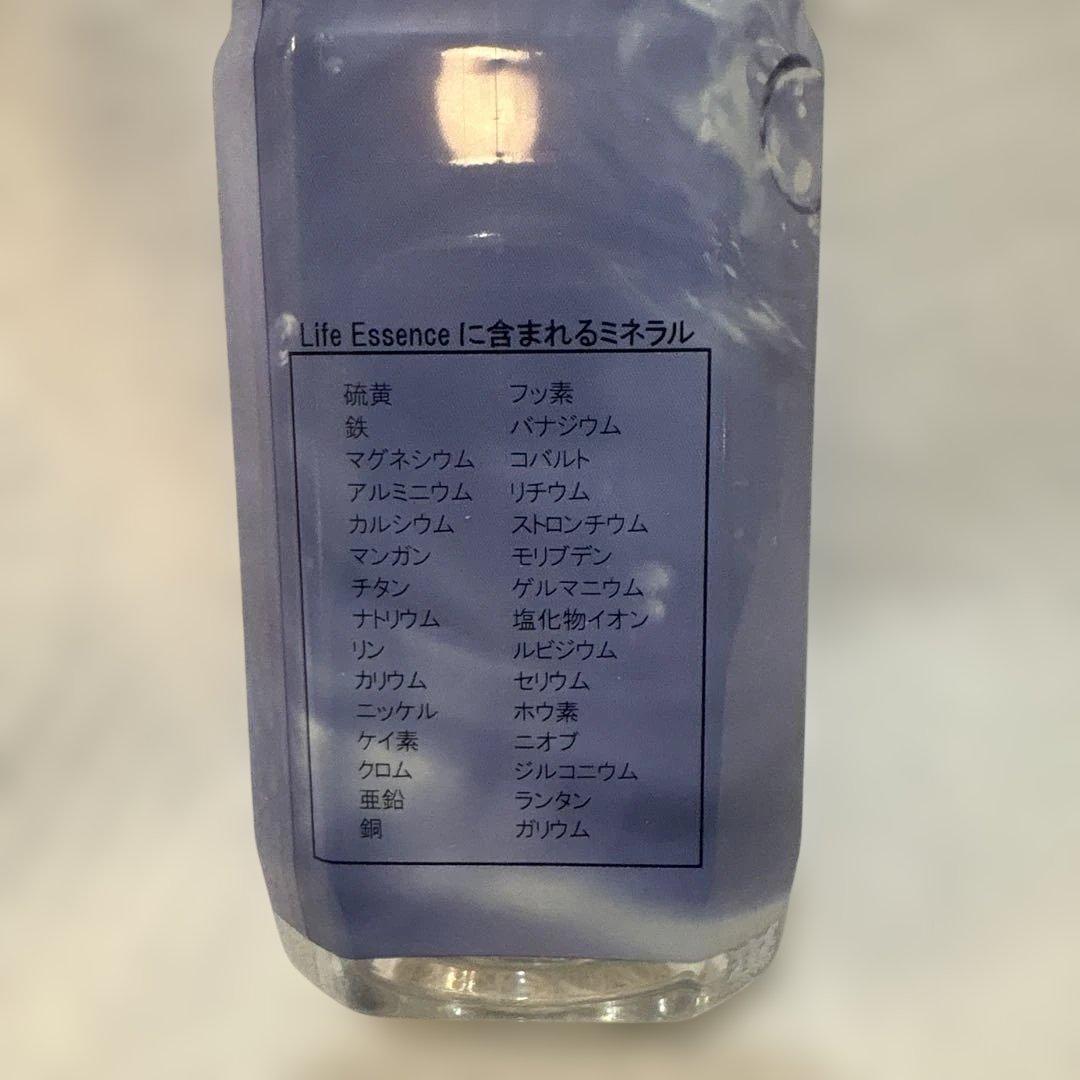 Life Essence に含まれるミネラル
硫黄 フッ素
鉄 バナジウム
マグネシウム コバルト
アルミニウム リチウム
カルシウム ストロンチウム
マンガン モリブデン
チタン ゲルマニウム
ナトリウム 塩化物イオン
リン ルビジウム
カリウム セリウム
ニッケル ホウ素
ケイ素 ニオブ
クロム ジルコニウム
亜鉛 ランタン
銅 ガリウム